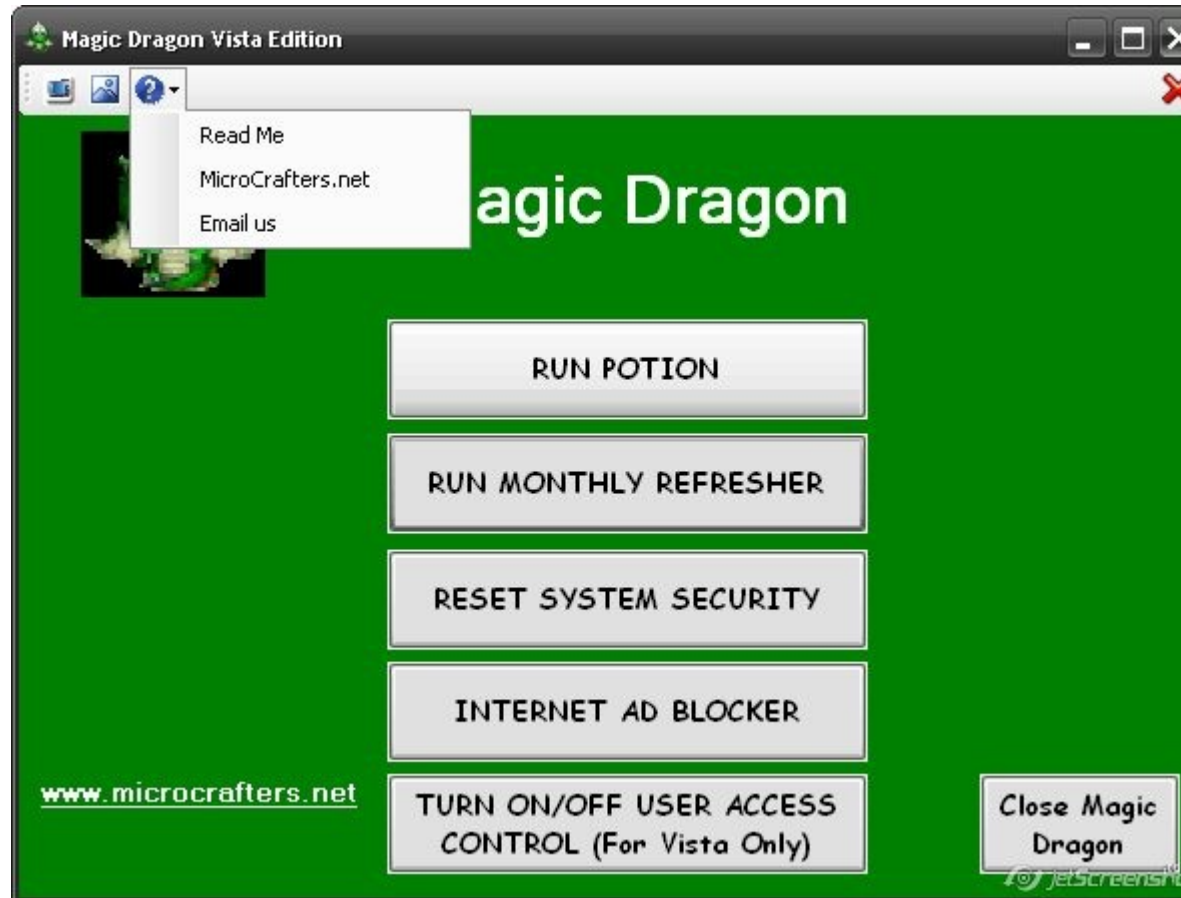 Magic Dragon Vista Edition
Read Me
MicroCrafters.net
Email us
agic Dragon
RUN POTION
RUN MONTHLY REFRESHER
RESET SYSTEM SECURITY
INTERNET AD BLOCKER
www.microcrafters.net
TURN ON/OFF USER ACCESS
CONTROL (For Vista Only)
Close Magic
Dragon